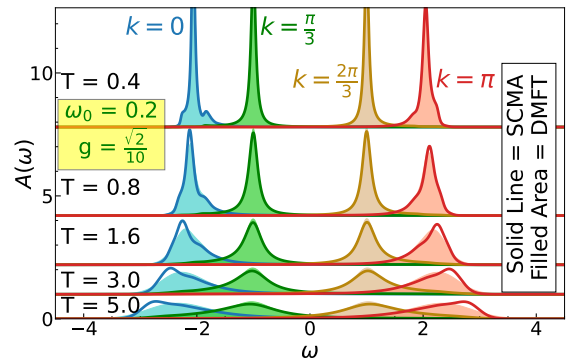 k=0
k=π/3
k=2π/3
k=π
10
5
0
A(ω)
T = 0.4
ω₀ = 0.2
g = √2/10
T = 0.8
T = 1.6
T = 3.0
T = 5.0
Solid Line = SCMA
Filled Area = DMFT
−4
−2
0
2
4
ω